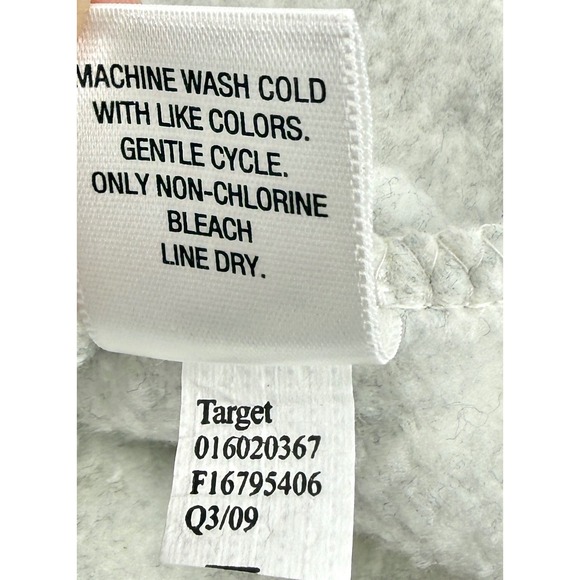 MACHINE WASH COLD
WITH LIKE COLORS.
GENTLE CYCLE.
ONLY NON-CHLORINE
BLEACH
LINE DRY.
Target
016020367
F16795406
Q3/09